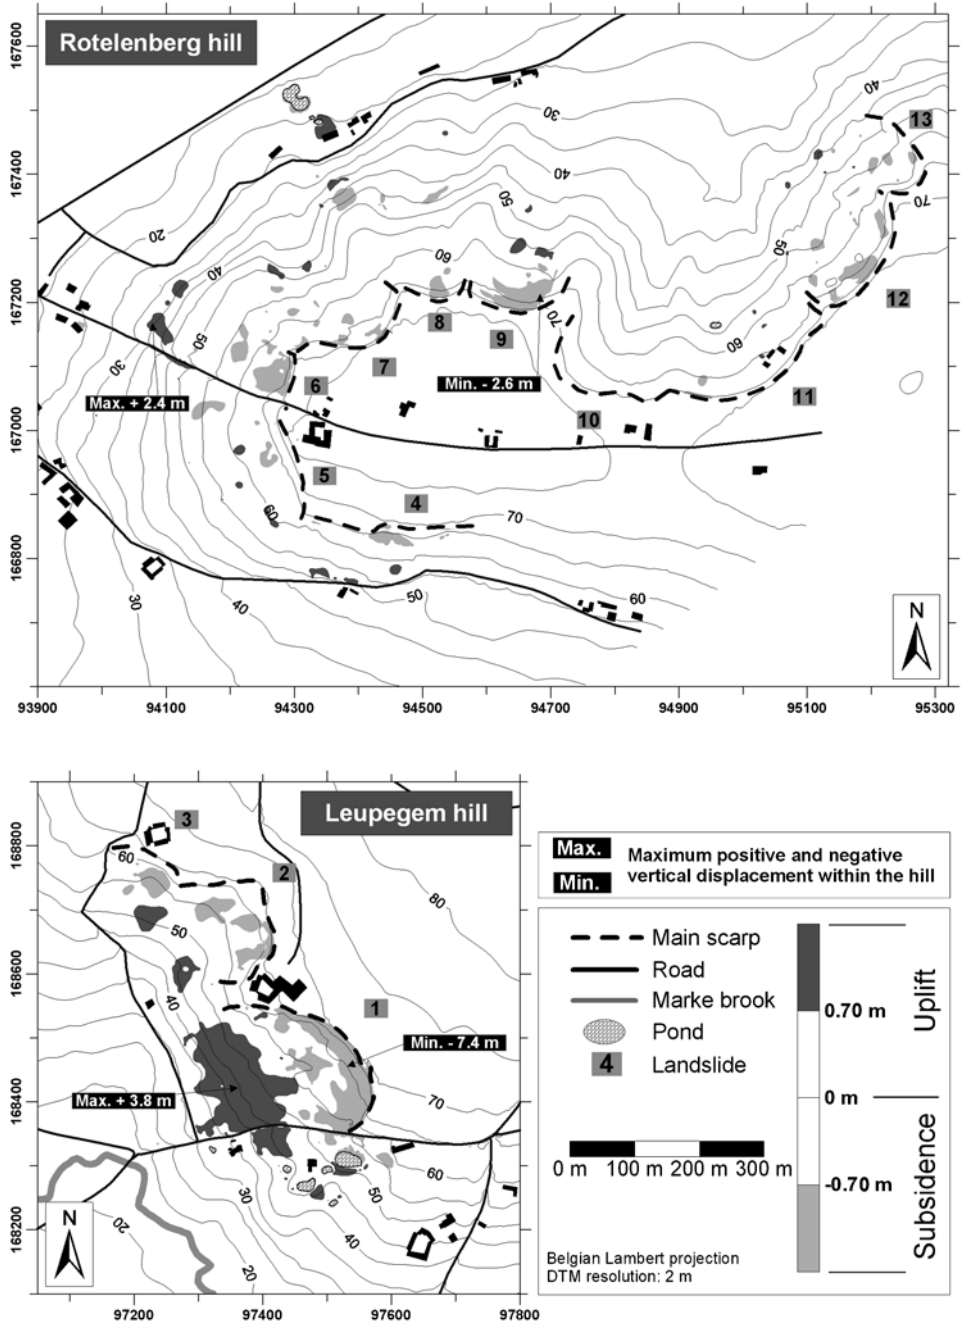 Rotelenberg hill
167600
167400
167200
167000
166800
40
13
30
70
40
50
20
60
50
40
12
8
70
9
60
50
7
30
6
Min. - 2.6 m
11
Max. + 2.4 m
10
5
4
60
70
50
60
30
40
N
93900
94100
94300
94500
94700
94900
95100
95300
Leupegem hill
168800
168600
168400
168200
3
60
2
80
50
40
1
Min. - 7.4 m
Max. + 3.8 m
70
60
50
30
40
20
20
N
97200
97400
97600
97800
Max.
Min.
Maximum positive and negative
vertical displacement within the hill
Main scarp
Road
Marke brook
Pond
4 Landslide
0 m 100 m 200 m 300 m
Belgian Lambert projection
DTM resolution: 2 m
0.70 m
0 m
-0.70 m
Uplift
Subsidence